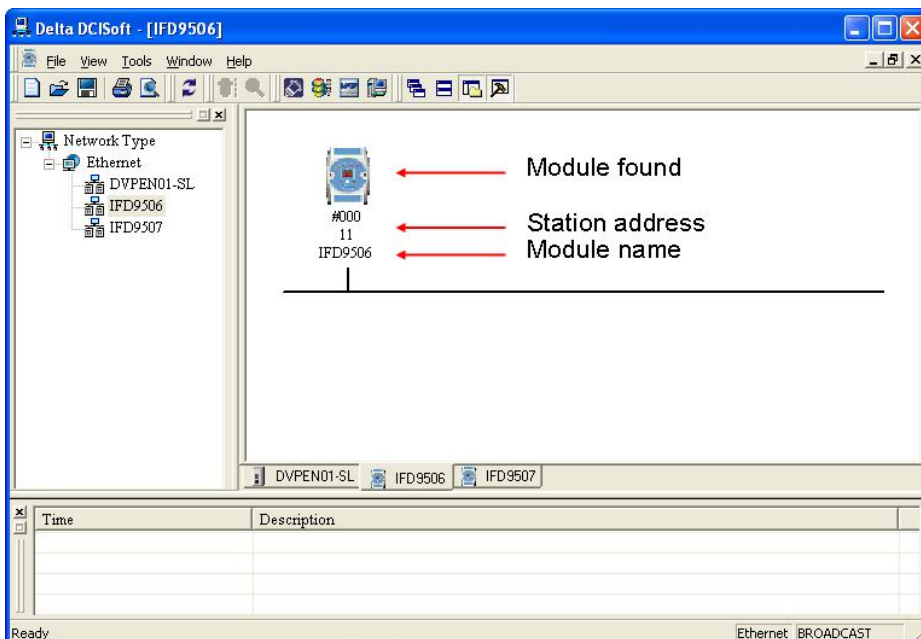 Delta DCISoft - [IFD9506]
File View Tools Window Help
Network Type
Ethernet
DVPEN01-SL
IFD9506
IFD9507
Module found
#000
Station address
11
IFD9506
Module name
DVPEN01-SL
IFD9506
IFD9507
Time
Description
Ready
Ethernet
BROADCAST